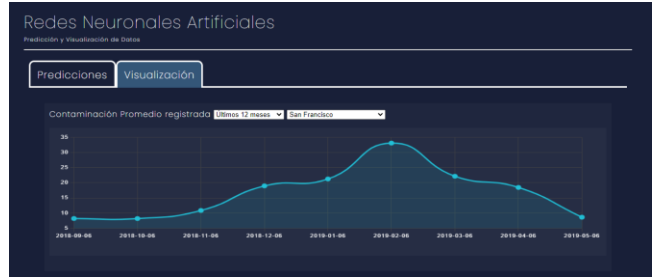 Redes Neuronales Artificiales
Predicción y Visualización de Datos
Predicciones Visualización
Contaminación Promedio registrada Últimos 12 meses San Francisco
35
30
25
20
15
10
5
2018-09-06 2018-10-06 2018-11-06 2018-12-06 2019-01-06 2019-02-06 2019-03-06 2019-04-06 2019-05-06